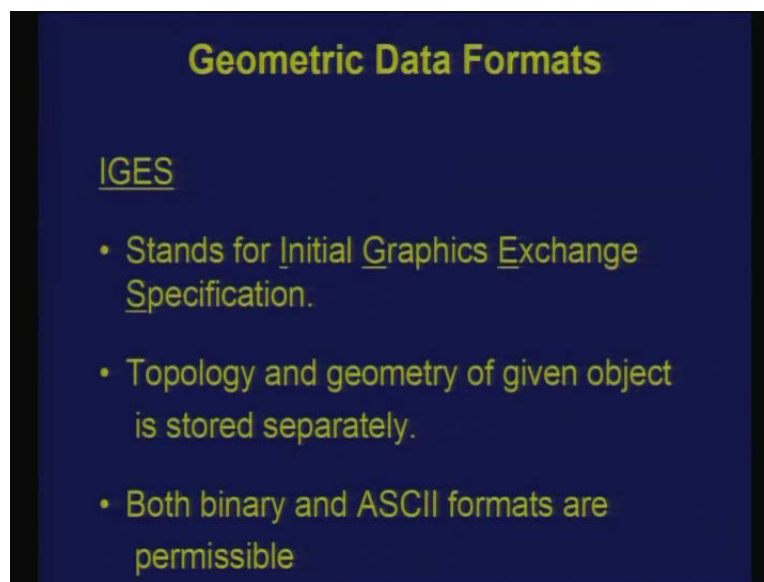 Geometric Data Formats
IGES
• Stands for Initial Graphics Exchange
Specification.
• Topology and geometry of given object
is stored separately.
• Both binary and ASCII formats are
permissible